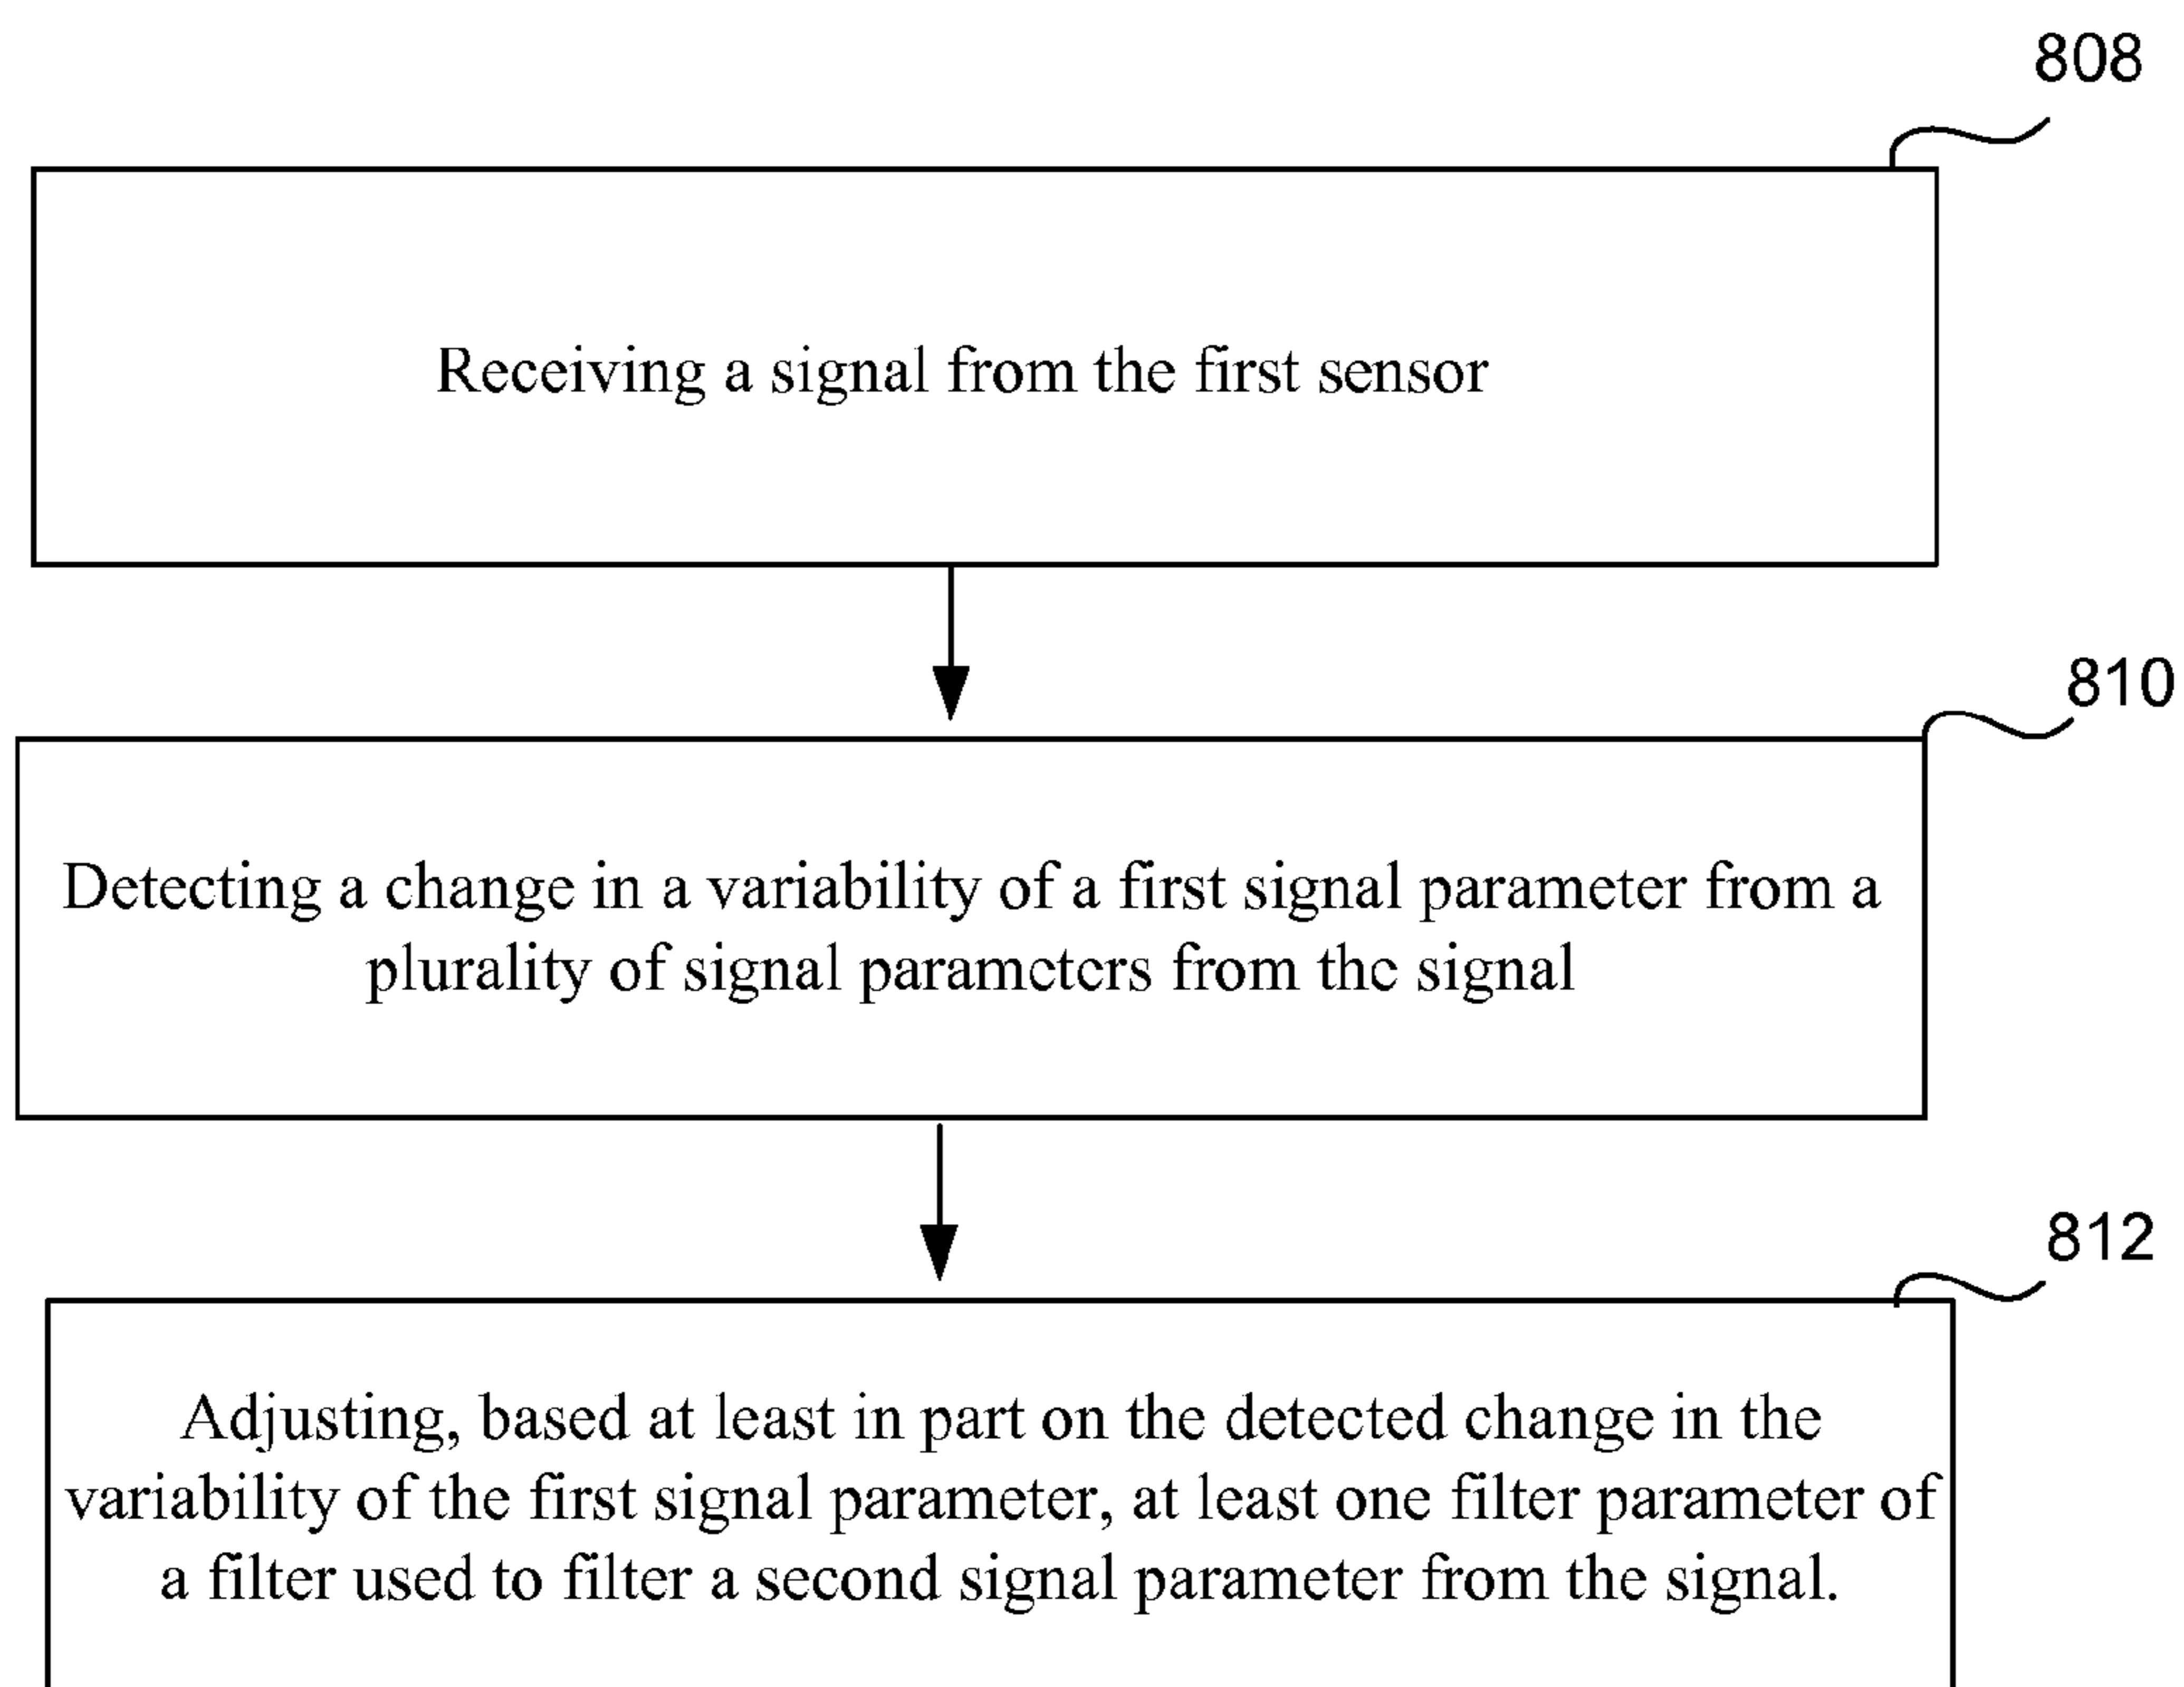 808
Receiving a signal from the first sensor
810
Detecting a change in a variability of a first signal parameter from a
plurality of signal parameters from the signal
812
Adjusting, based at least in part on the detected change in the
variability of the first signal parameter, at least one filter parameter of
a filter used to filter a second signal parameter from the signal.